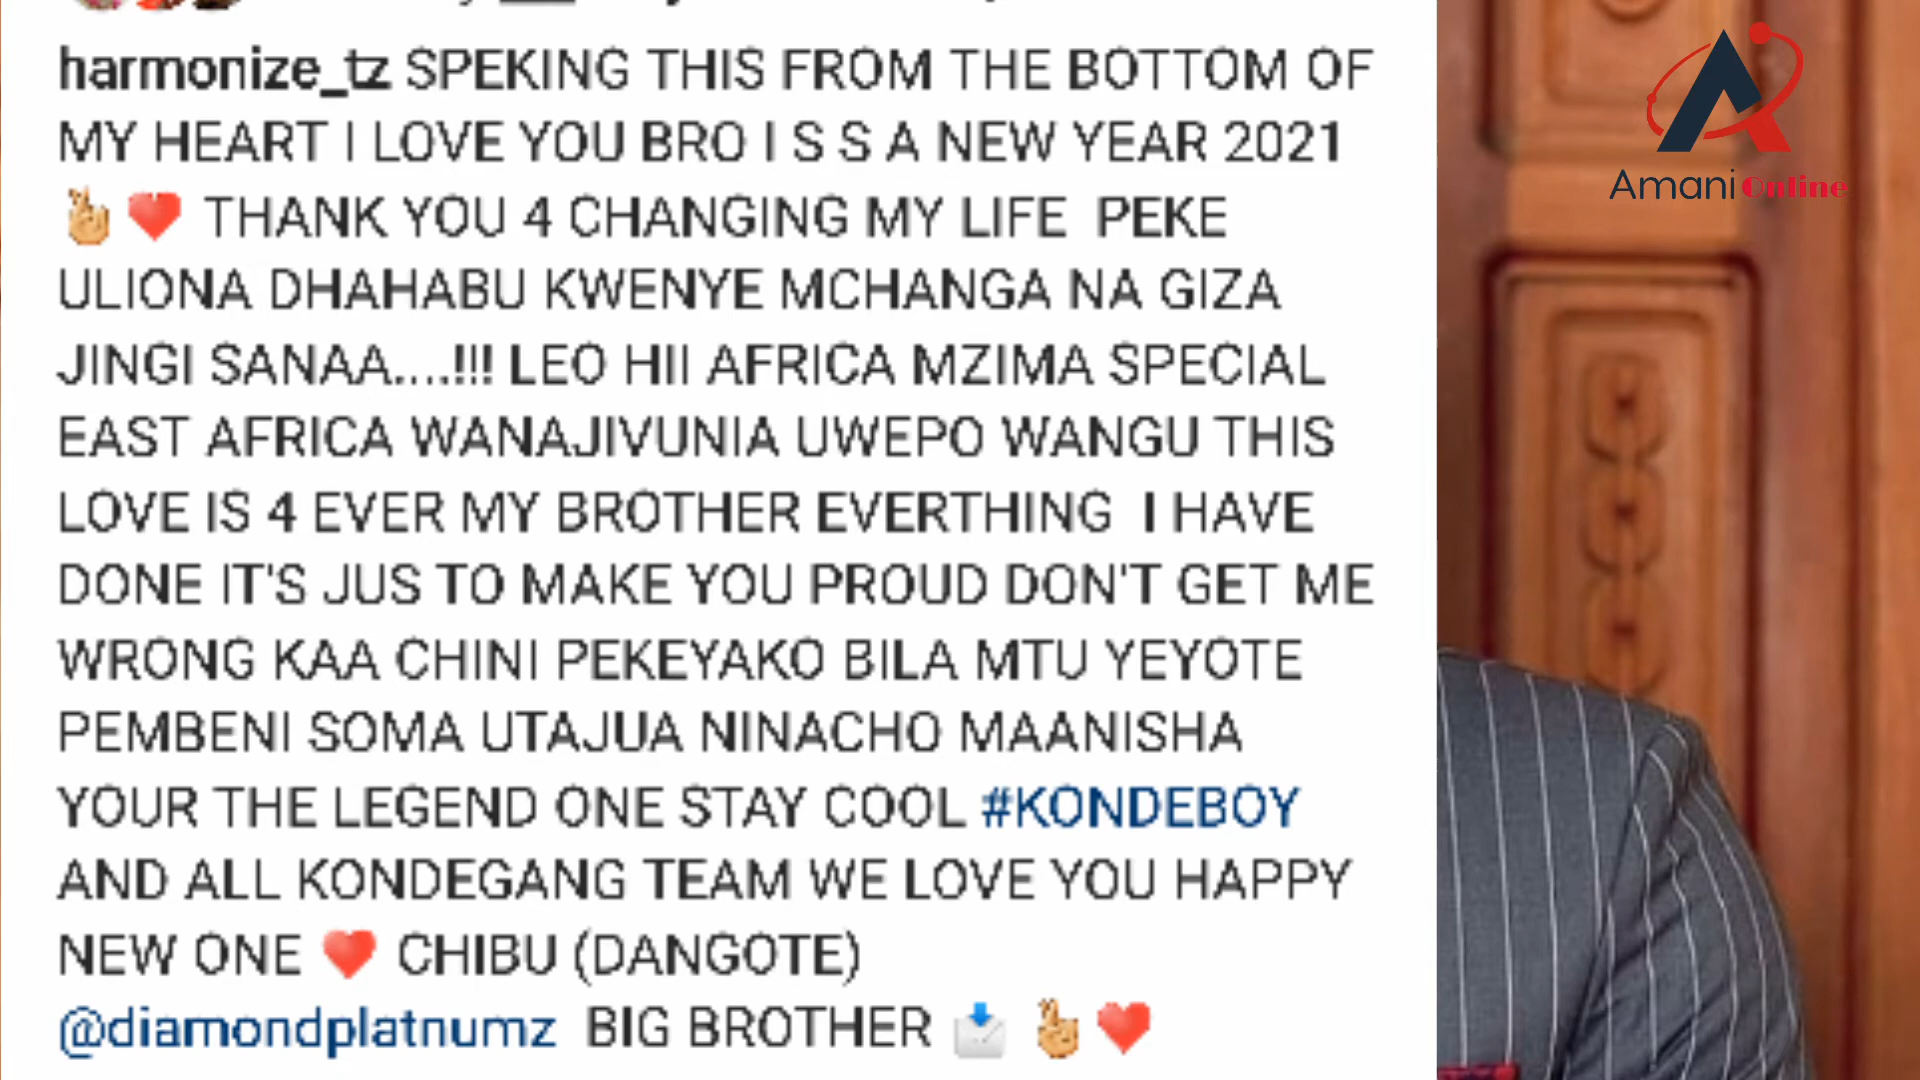 harmonize_tz SPEKING THIS FROM THE BOTTOM OF
MY HEART I LOVE YOU BRO I S S A NEW YEAR 2021
🫰❤️ THANK YOU 4 CHANGING MY LIFE PEKE
ULIONA DHAHABU KWENYE MCHANGA NA GIZA
JINGI SANAA....!!! LEO HII AFRICA MZIMA SPECIAL
EAST AFRICA WANAJIVUNIA UWEPO WANGU THIS
LOVE IS 4 EVER MY BROTHER EVERTHING I HAVE
DONE IT'S JUS TO MAKE YOU PROUD DON'T GET ME
WRONG KAA CHINI PEKEYAKO BILA MTU YEYOTE
PEMBENI SOMA UTAJUA NINACHO MAANISHA
YOUR THE LEGEND ONE STAY COOL #KONDEBOY
AND ALL KONDEGANG TEAM WE LOVE YOU HAPPY
NEW ONE ❤️ CHIBU (DANGOTE)
@diamondplatnumz BIG BROTHER 📩 🤞❤️
Amani Online